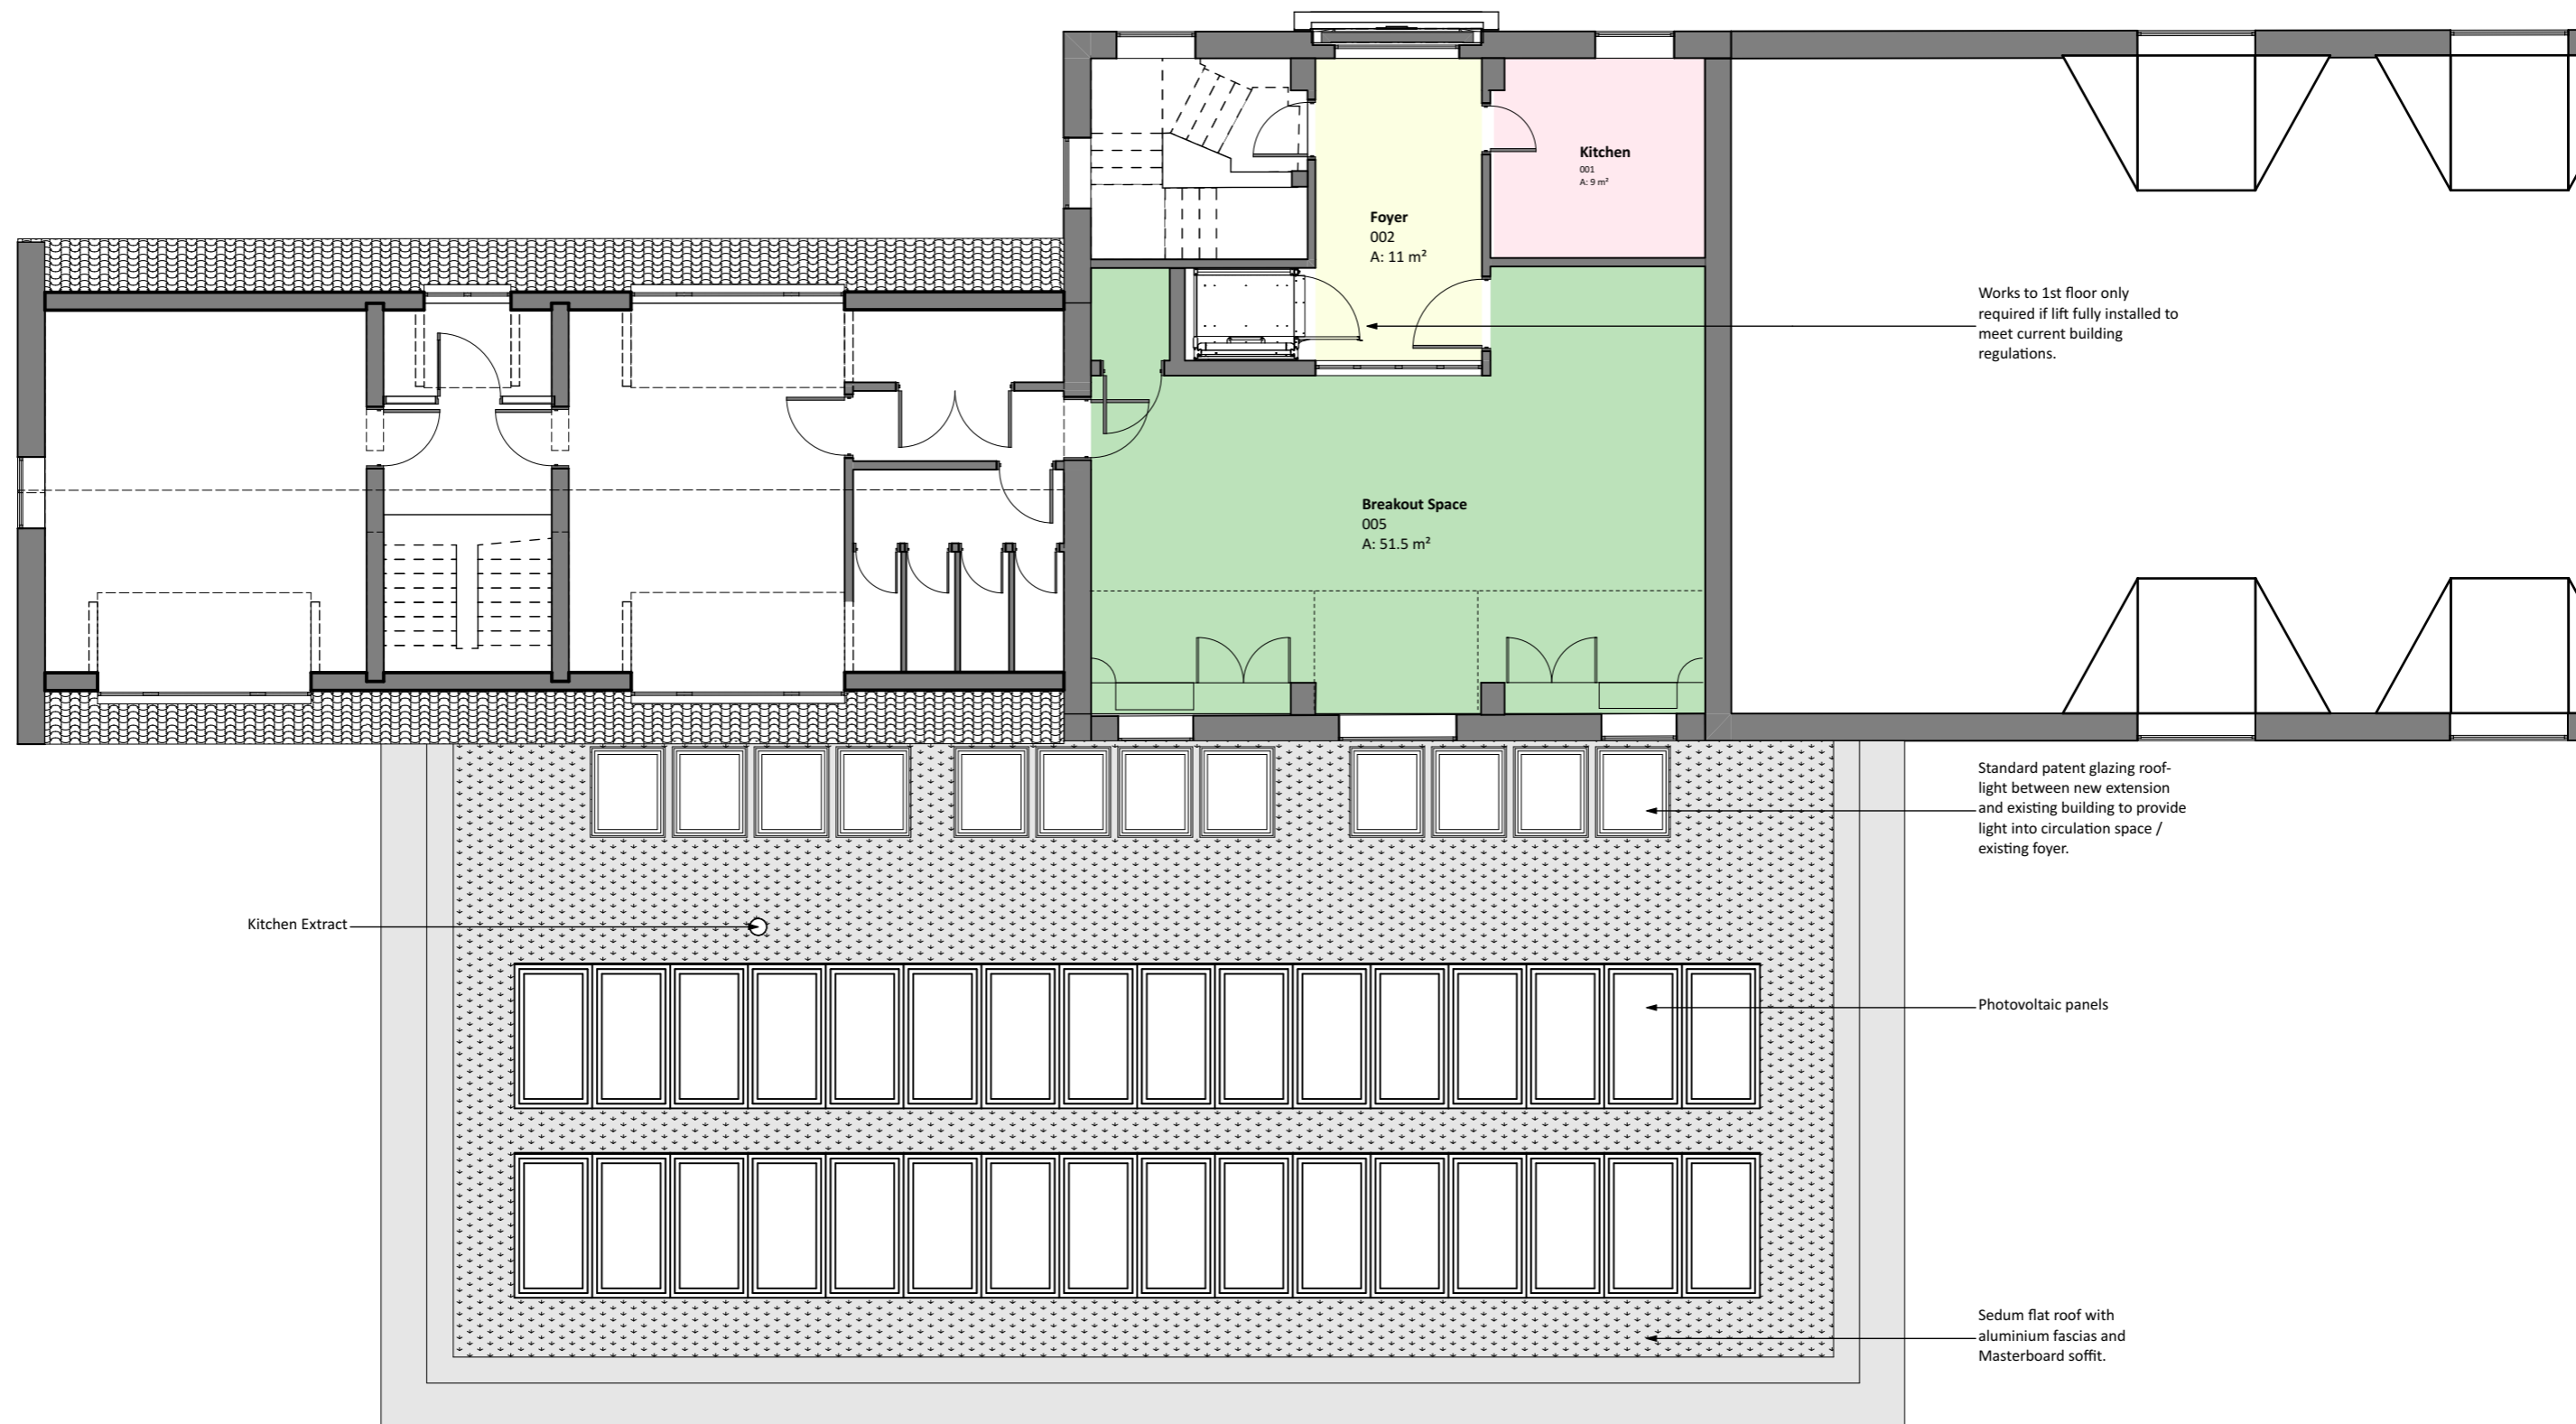 Kitchen
001
A: 9 m²
Foyer
002
A: 11 m²
Works to 1st floor only
required if lift fully installed to
meet current building
regulations.
Breakout Space
005
A: 51.5 m²
Standard patent glazing roof-
light between new extension
and existing building to provide
light into circulation space /
existing foyer.
Kitchen Extract
Photovoltaic panels
Sedum flat roof with
aluminium fascias and
Masterboard soffit.